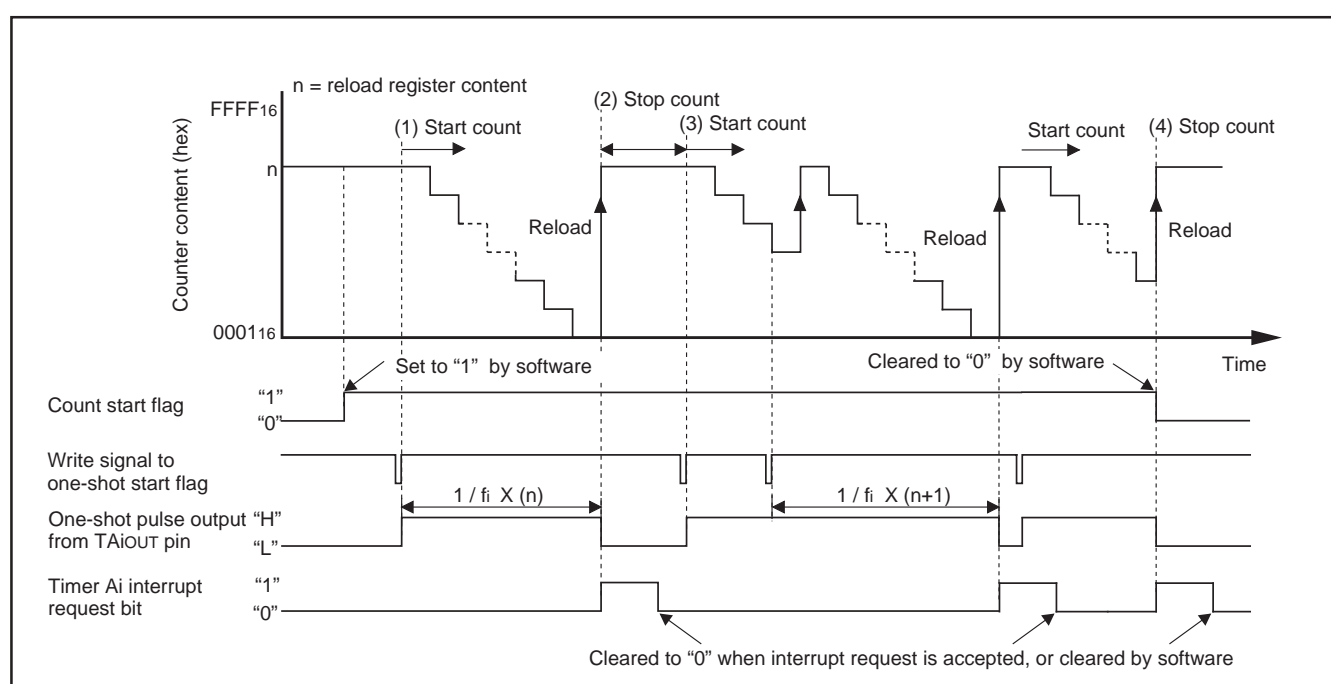 n = reload register content
FFFF16
(2) Stop count
(1) Start count
(3) Start count
Start count
(4) Stop count
Counter content (hex)
n
Reload
Reload
Reload
000116
Set to “1” by software
Cleared to “0” by software
Time
Count start flag
“1”
“0”
Write signal to
one-shot start flag
1 / fi X (n)
1 / fi X (n+1)
One-shot pulse output “H”
from TAiOUT pin
“L”
Timer Ai interrupt
request bit
“1”
“0”
Cleared to “0” when interrupt request is accepted, or cleared by software